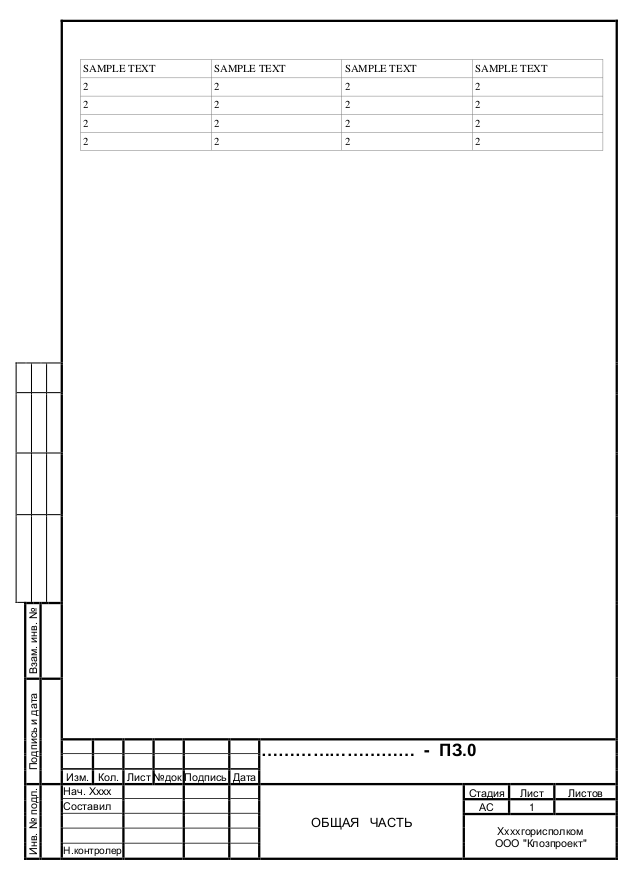 SAMPLE TEXT SAMPLE TEXT SAMPLE TEXT SAMPLE TEXT
2 2 2 2
2 2 2 2
2 2 2 2
2 2 2 2
Взам. инв. №
Подпись и дата
Инв. № подл.
........................... - ПЗ.0
Изм. Кол. Лист №док Подпись Дата
Нач. Хххх
Составил
Н.контролер
ОБЩАЯ ЧАСТЬ
Стадия Лист Листов
АС 1
Ххххгорисполком
ООО "Клозпроект"